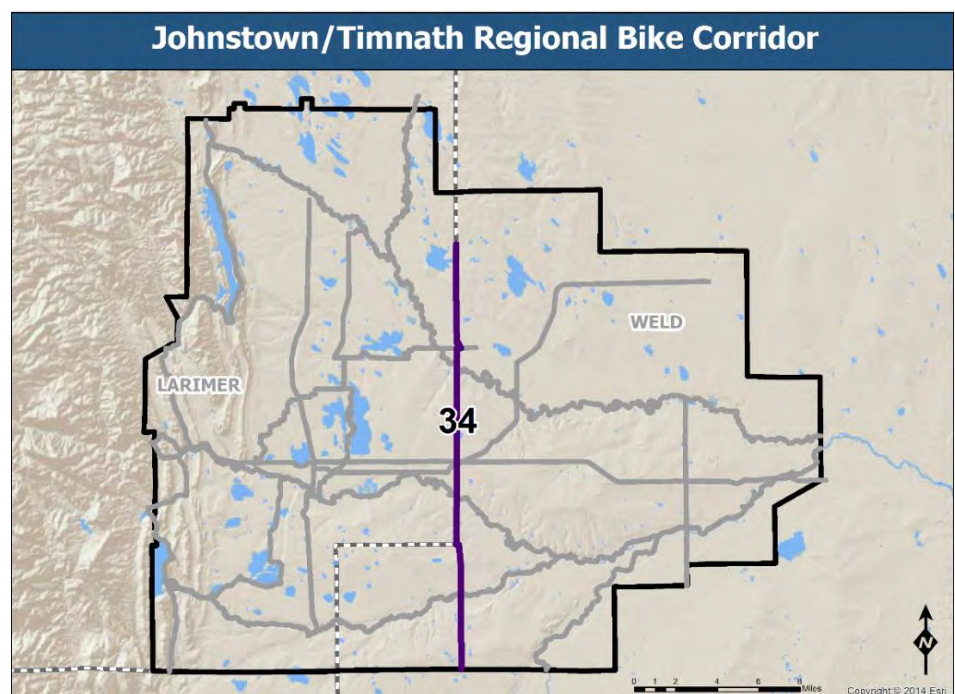 Johnstown/Timnath Regional Bike Corridor
WELD
LARIMER
34
N
0 1 2 4 6 8
Miles
Copyright © 2014 Esri